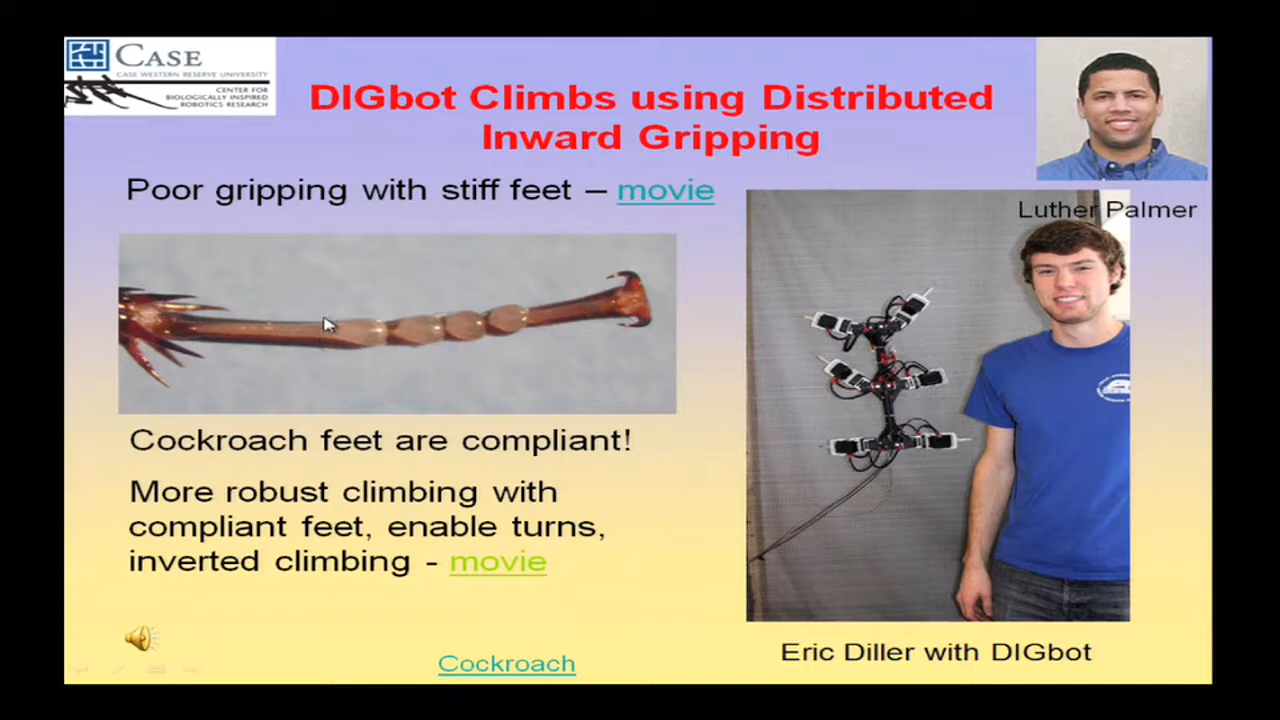 CASE
CASE WESTERN RESERVE UNIVERSITY
CENTER FOR
BIOLOGICALLY INSPIRED
ROBOTICS RESEARCH
DIGbot Climbs using Distributed
Inward Gripping
Poor gripping with stiff feet – movie
Luther Palmer
Cockroach feet are compliant!
More robust climbing with
compliant feet, enable turns,
inverted climbing - movie
Eric Diller with DIGbot
Cockroach